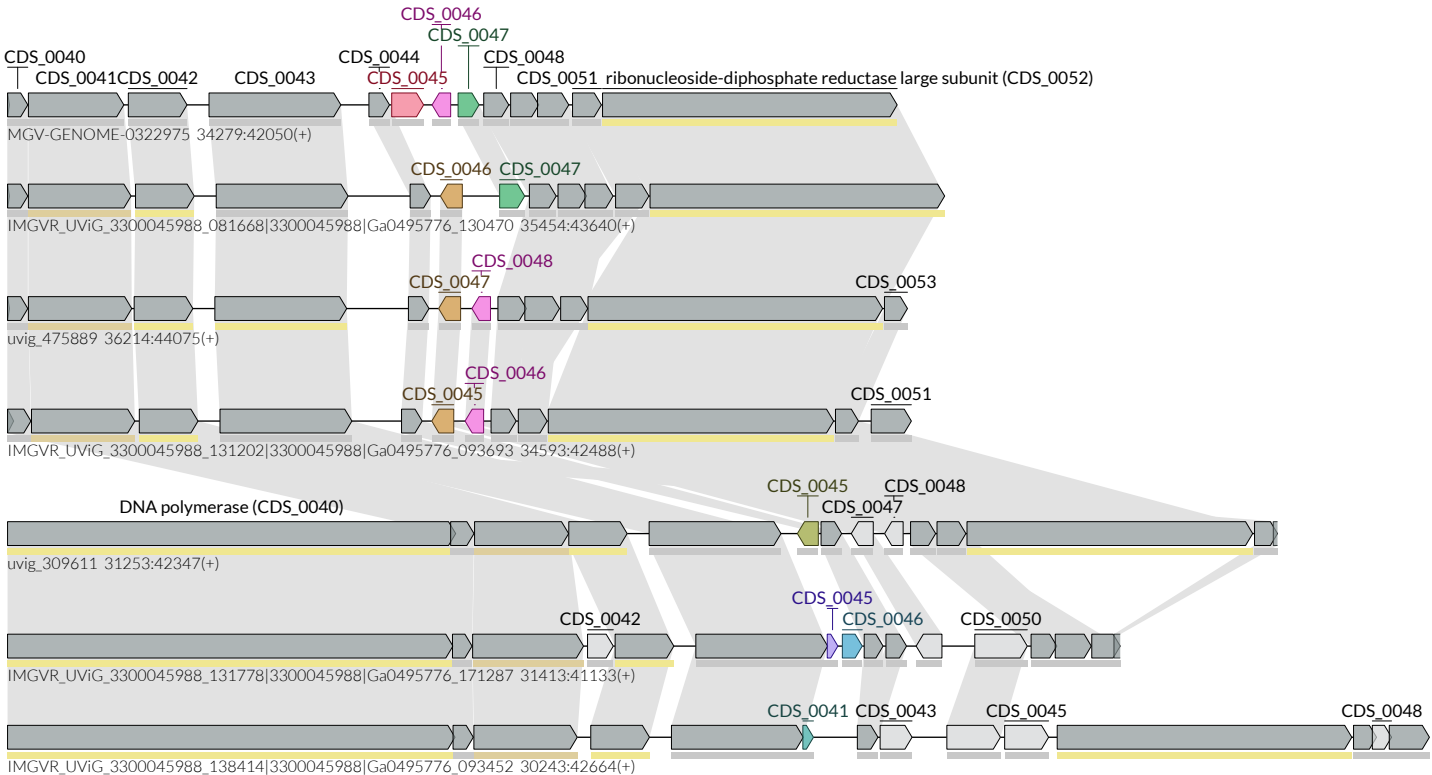 CDS_0046
CDS_0047
CDS_0040 CDS_0044 CDS_0048
CDS_0041 CDS_0042 CDS_0043 CDS_0045 CDS_0051 ribonucleoside-diphosphate reductase large subunit (CDS_0052)
MGV-GENOME-0322975 34279:42050(+)
CDS_0046 CDS_0047
IMGVR_UViG_3300045988_081668|3300045988|Ga0495776_130470 35454:43640(+)
CDS_0048
CDS_0047 CDS_0053
uvig_475889 36214:44075(+)
CDS_0046
CDS_0045 CDS_0051
IMGVR_UViG_3300045988_131202|3300045988|Ga0495776_093693 34593:42488(+)
CDS_0045 CDS_0048
DNA polymerase (CDS_0040) CDS_0047
uvig_309611 31253:42347(+)
CDS_0045
CDS_0042 CDS_0046 CDS_0050
IMGVR_UViG_3300045988_131778|3300045988|Ga0495776_171287 31413:41133(+)
CDS_0041 CDS_0043 CDS_0045 CDS_0048
IMGVR_UViG_3300045988_138414|3300045988|Ga0495776_093452 30243:42664(+)